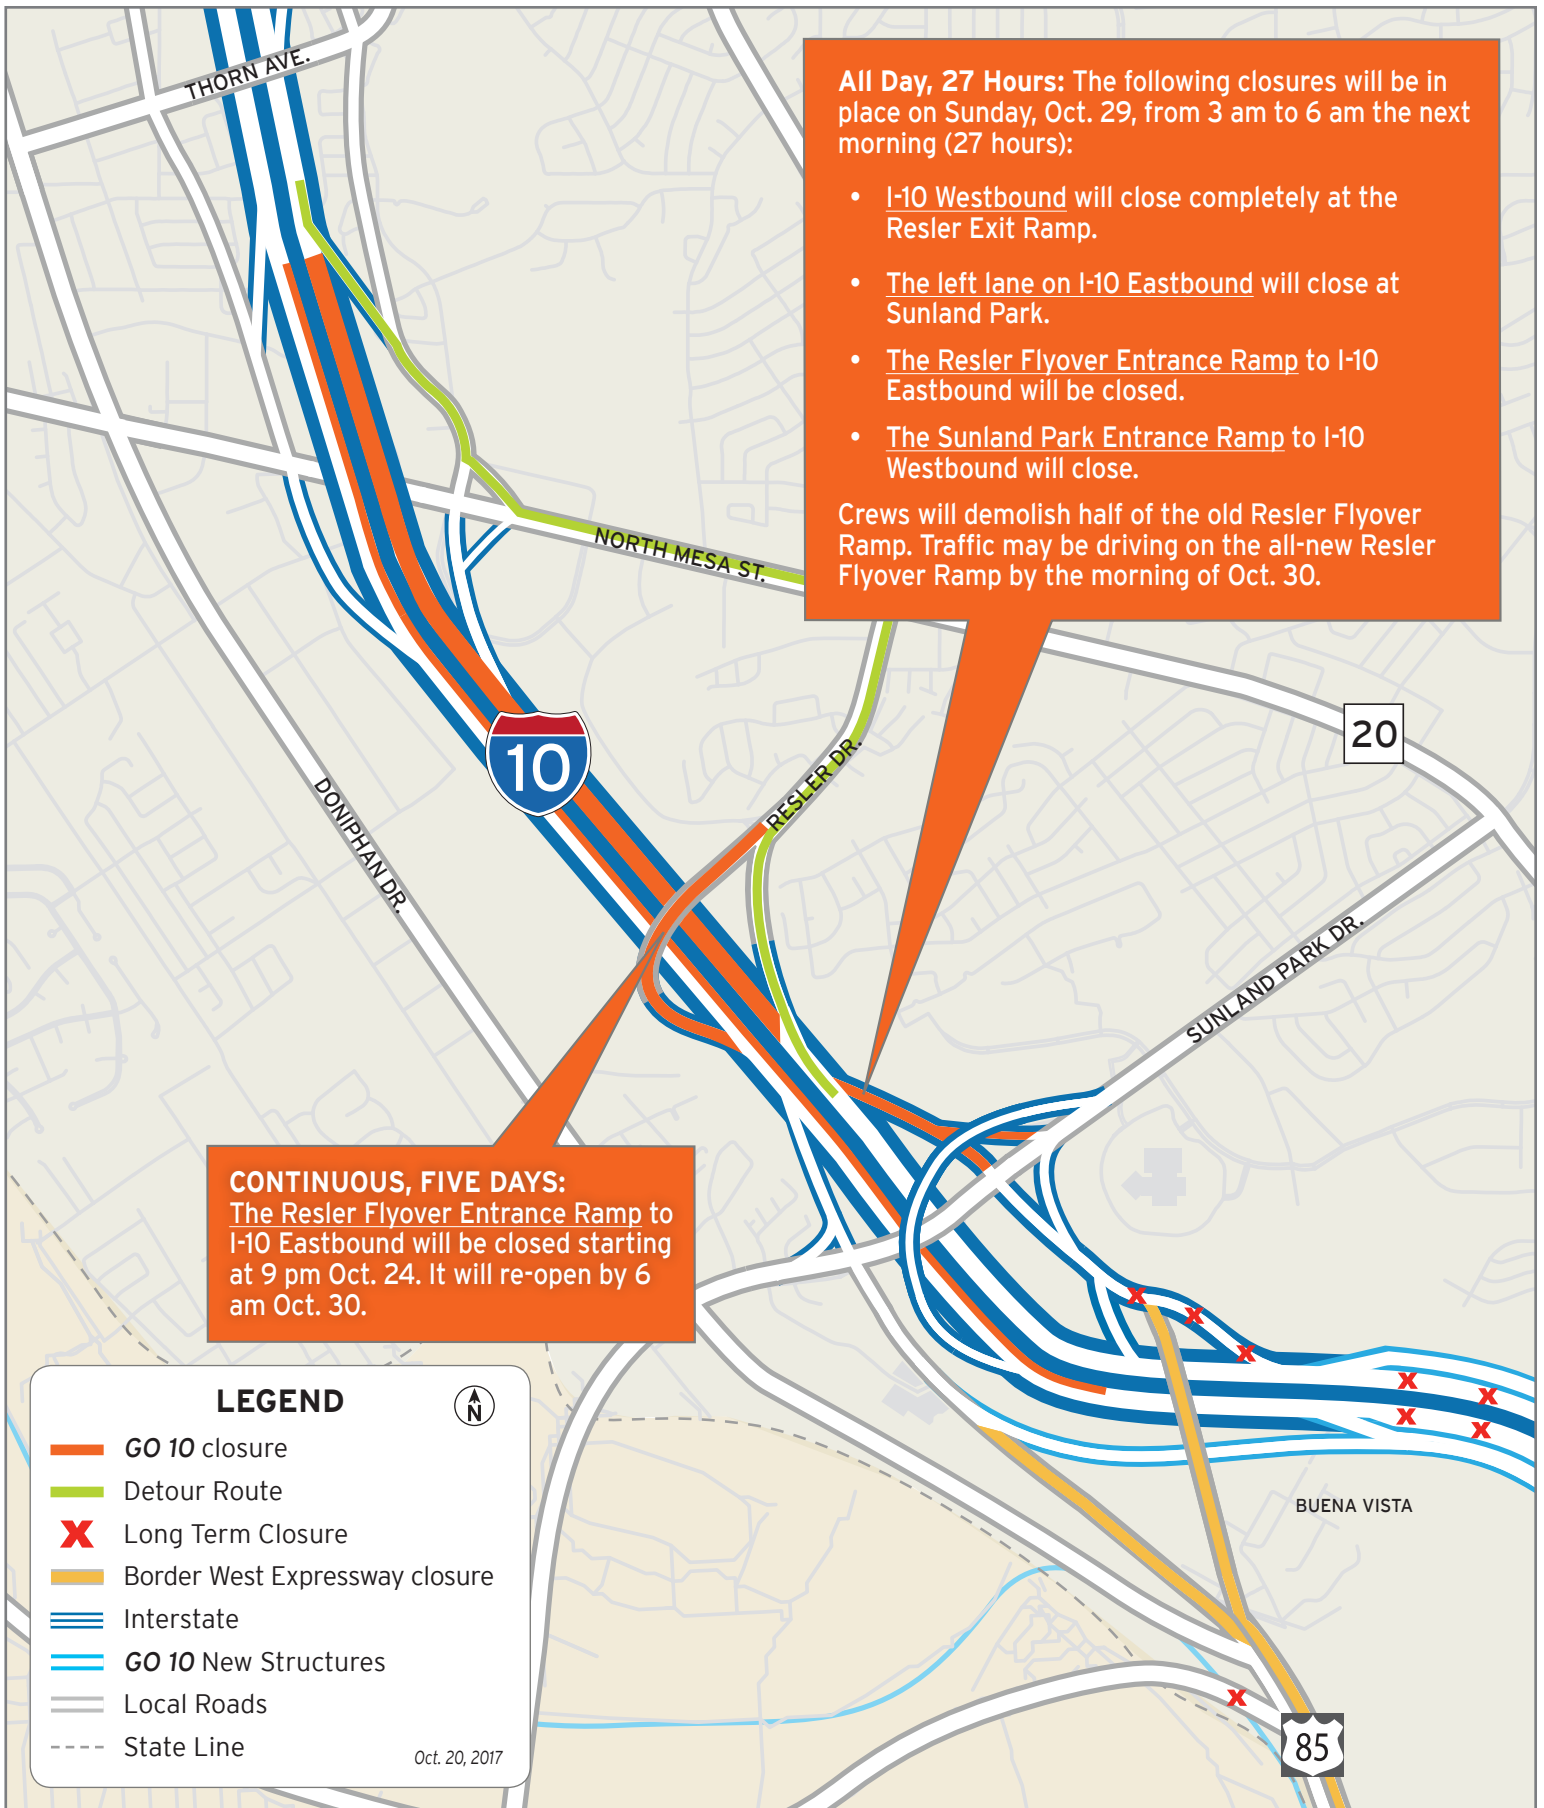 THORN AVE.
All Day, 27 Hours: The following closures will be in
place on Sunday, Oct. 29, from 3 am to 6 am the next
morning (27 hours):
• I-10 Westbound will close completely at the
Resler Exit Ramp.
• The left lane on I-10 Eastbound will close at
Sunland Park.
• The Resler Flyover Entrance Ramp to I-10
Eastbound will be closed.
• The Sunland Park Entrance Ramp to I-10
Westbound will close.
Crews will demolish half of the old Resler Flyover
Ramp. Traffic may be driving on the all-new Resler
Flyover Ramp by the morning of Oct. 30.
NORTH MESA ST.
20
10
RESLER DR.
DONIPHAN DR.
SUNLAND PARK DR.
CONTINUOUS, FIVE DAYS:
The Resler Flyover Entrance Ramp to
I-10 Eastbound will be closed starting
at 9 pm Oct. 24. It will re-open by 6
am Oct. 30.
LEGEND
N
GO 10 closure
Detour Route
X Long Term Closure
Border West Expressway closure
Interstate
GO 10 New Structures
Local Roads
State Line
Oct. 20, 2017
BUENA VISTA
85